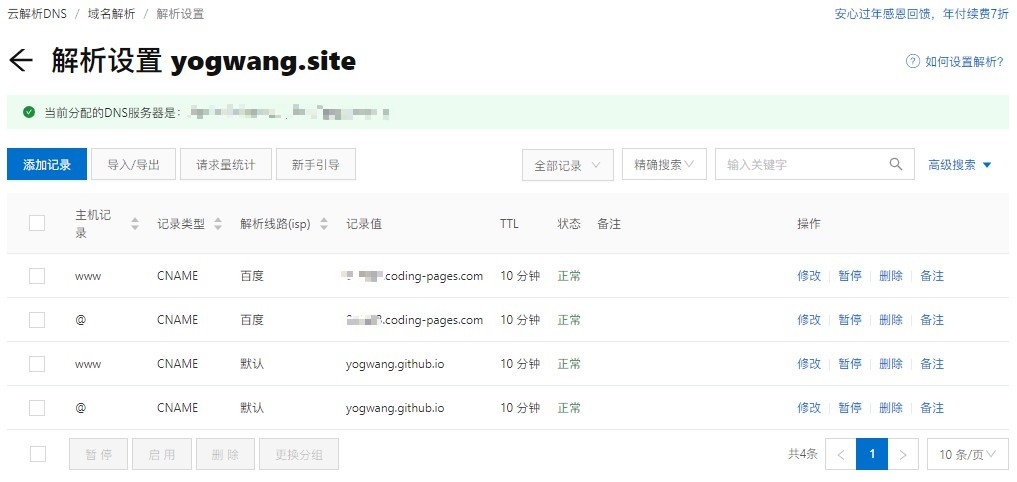 云解析DNS / 域名解析 / 解析设置
安心过年感恩回馈，年付续费7折
解析设置 yogwang.site
如何设置解析?
当前分配的DNS服务器是：
添加记录 导入/导出 请求量统计 新手引导 全部记录 精确搜索 输入关键字 高级搜索
主机记录 记录类型 解析线路(isp) 记录值 TTL 状态 备注 操作
www CNAME 百度 .coding-pages.com 10 分钟 正常 修改 暂停 删除 备注
@ CNAME 百度 .coding-pages.com 10 分钟 正常 修改 暂停 删除 备注
www CNAME 默认 yogwang.github.io 10 分钟 正常 修改 暂停 删除 备注
@ CNAME 默认 yogwang.github.io 10 分钟 正常 修改 暂停 删除 备注
暂停 启用 删除 更换分组 共4条 < 1 > 10 条/页